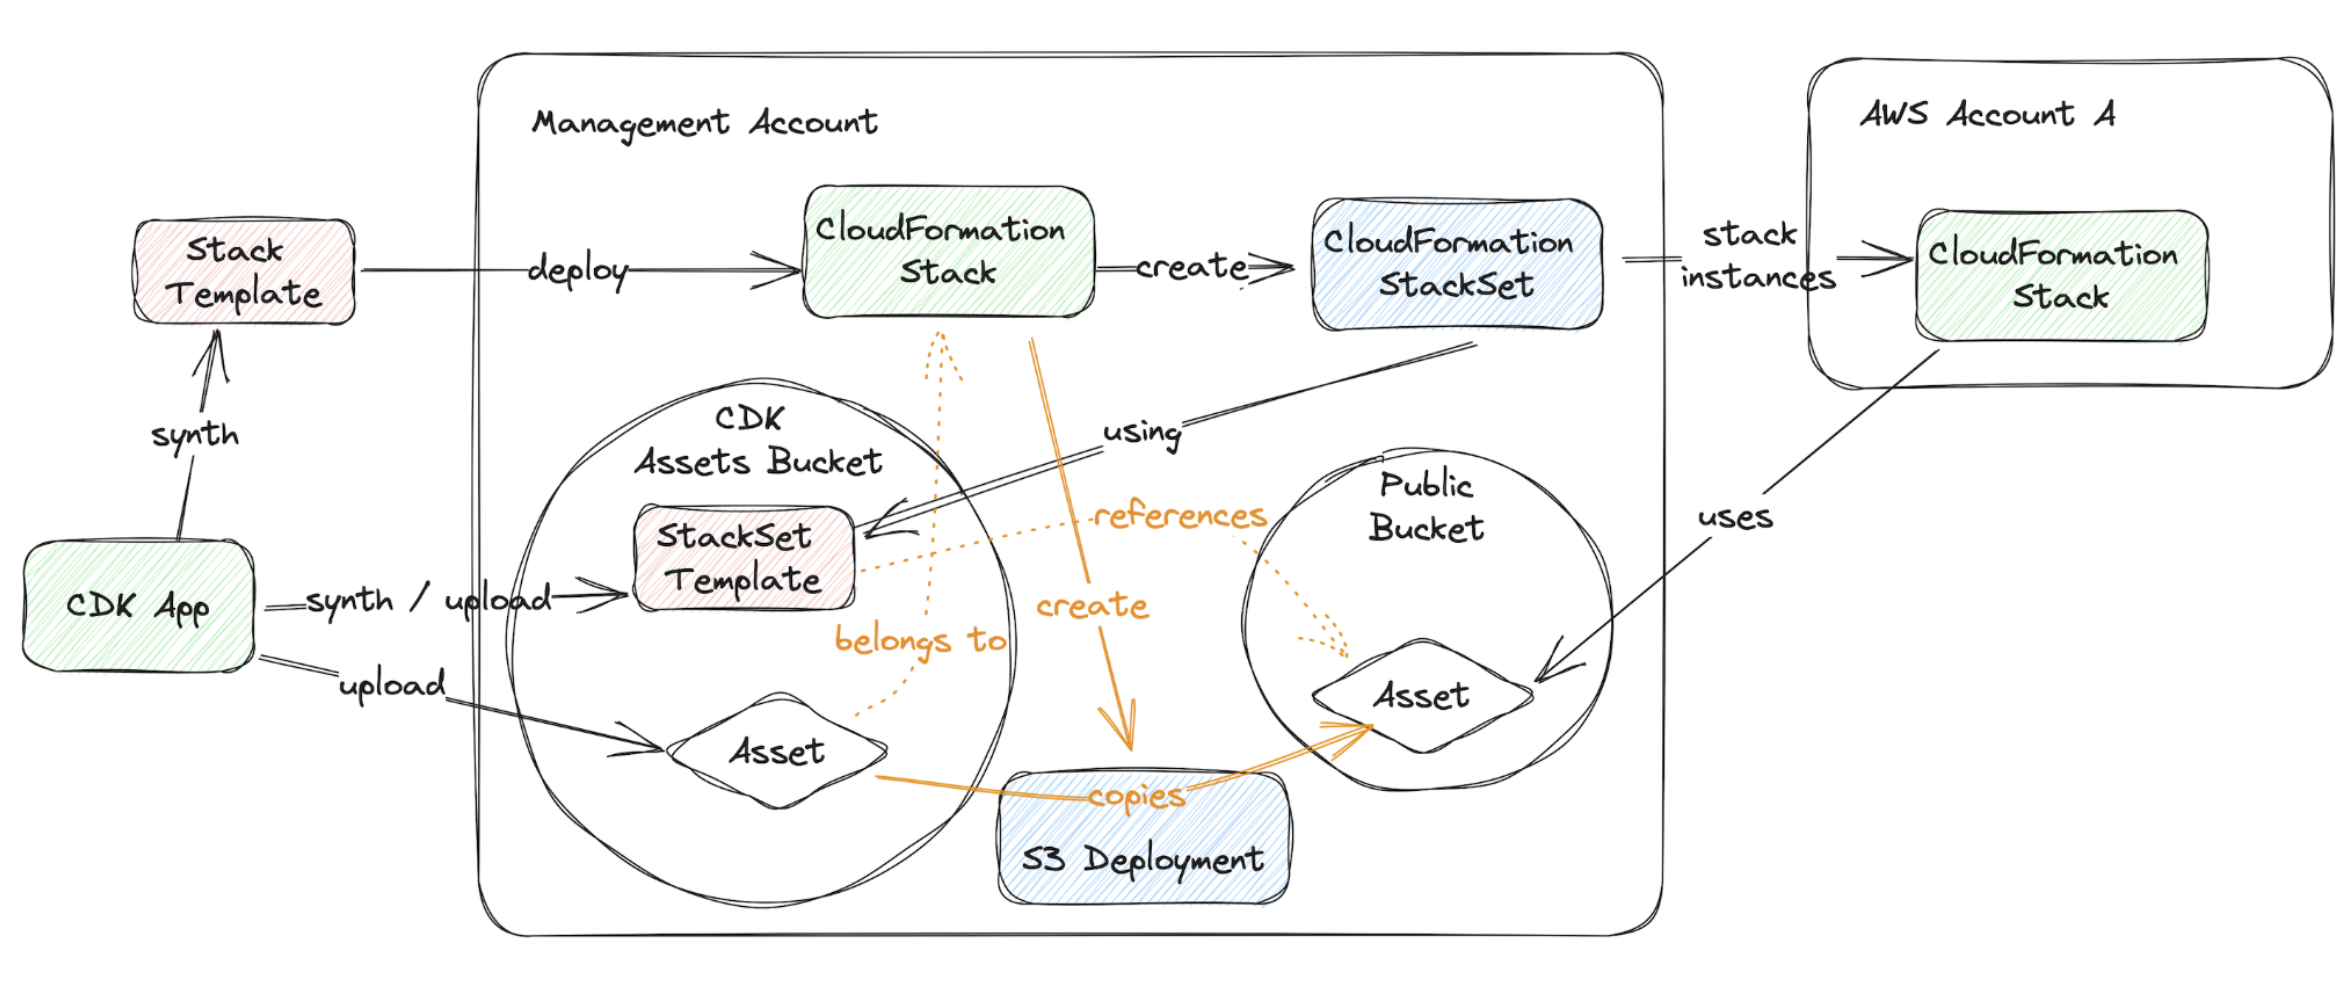 Management Account
AWS Account A
Stack
Template
deploy
CloudFormation
Stack
create
CloudFormation
StackSet
stack
instances
CloudFormation
Stack
synth
CDK
Assets Bucket
using
Public
Bucket
references
uses
StackSet
Template
CDK App
synth / upload
create
belongs to
upload
Asset
Asset
copies
S3 Deployment